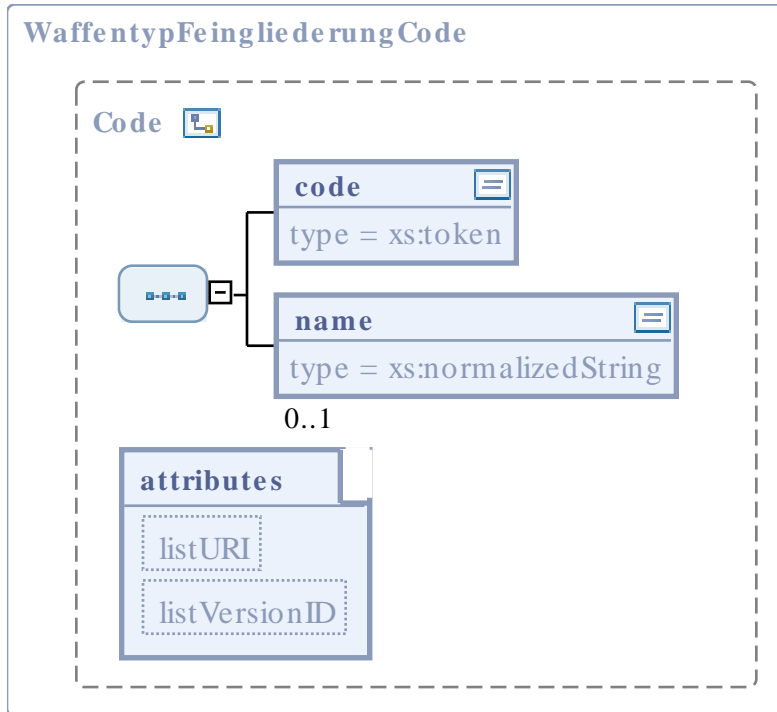 WaffentypFeingliederungCode
Code
code
type = xs:token
name
type = xs:normalizedString
0..1
attributes
listURI
listVersionID